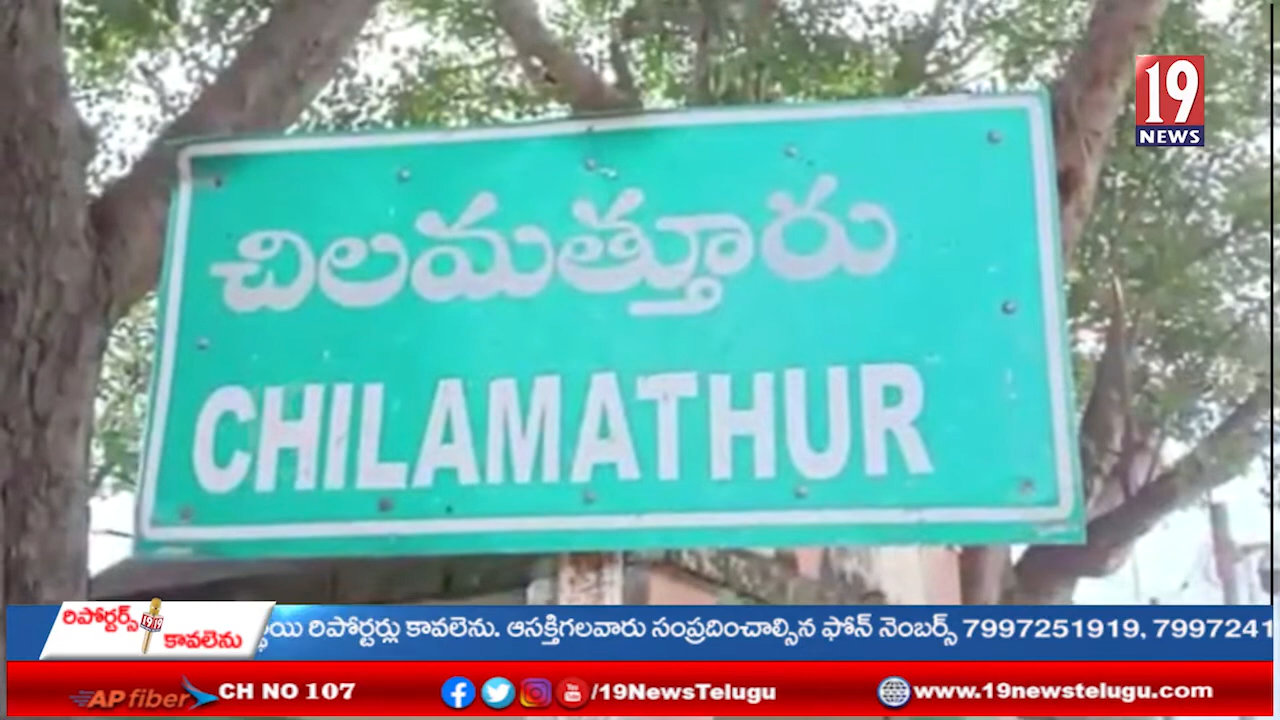 19
NEWS
చిలమత్తూరు
CHILAMATHUR
రిపోర్టర్స్ 1919
కావలెను
యి రిపోర్టర్లు కావలెను. ఆసక్తిగలవారు సంప్రదించాల్సిన ఫోన్ నెంబర్స్ 7997251919, 7997241
AP fiber CH NO 107 /19NewsTelugu www.19newstelugu.com